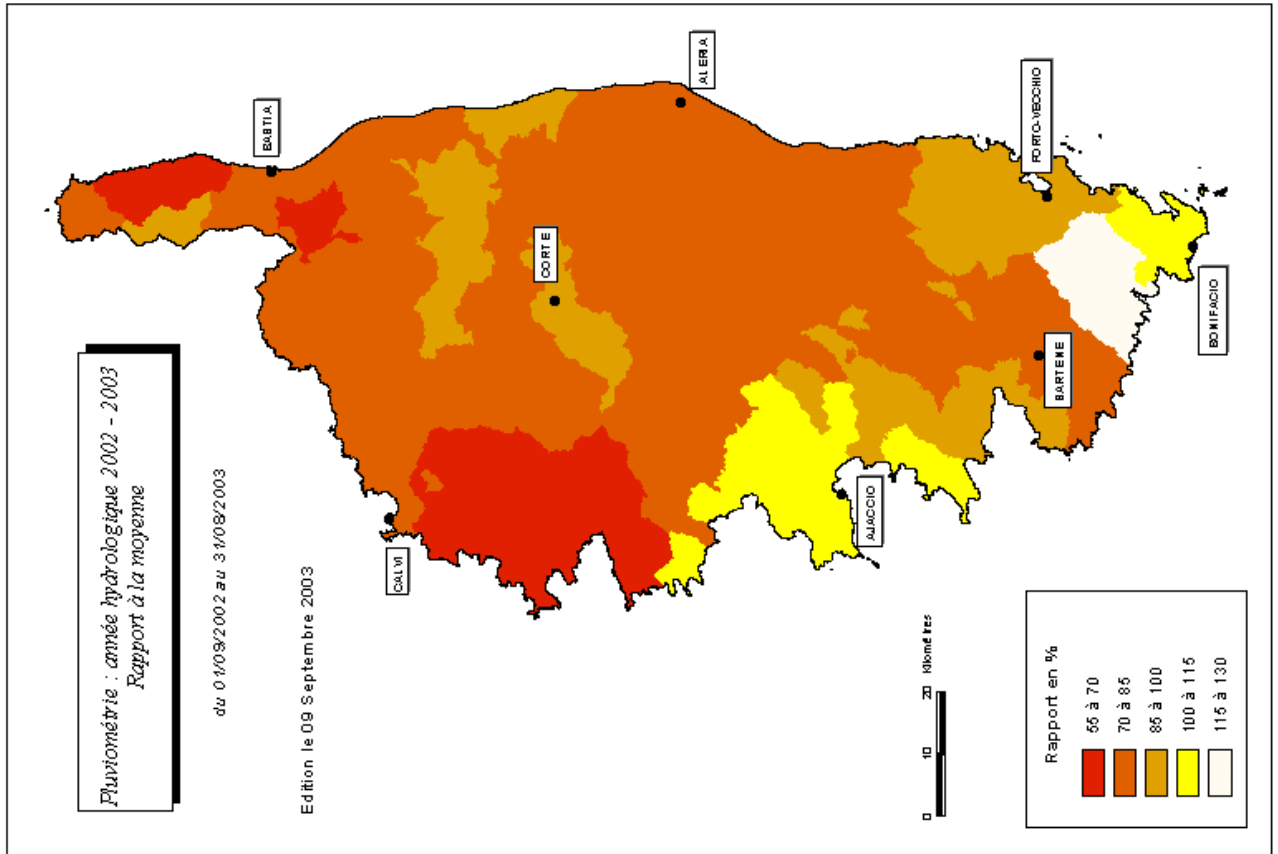 Pluviométrie : année hydrologique 2002 - 2003
Rapport à la moyenne
du 01/09/2002 au 31/08/2003
Edition le 09 Septembre 2003
BASTIA
ALERIA
PORTO-VECCHIO
CORTE
BONIFACIO
SARTENE
AJACCIO
CALVI
Kilomètres
0 10 20
Rapport en %
55 à 70
70 à 85
85 à 100
100 à 115
115 à 130